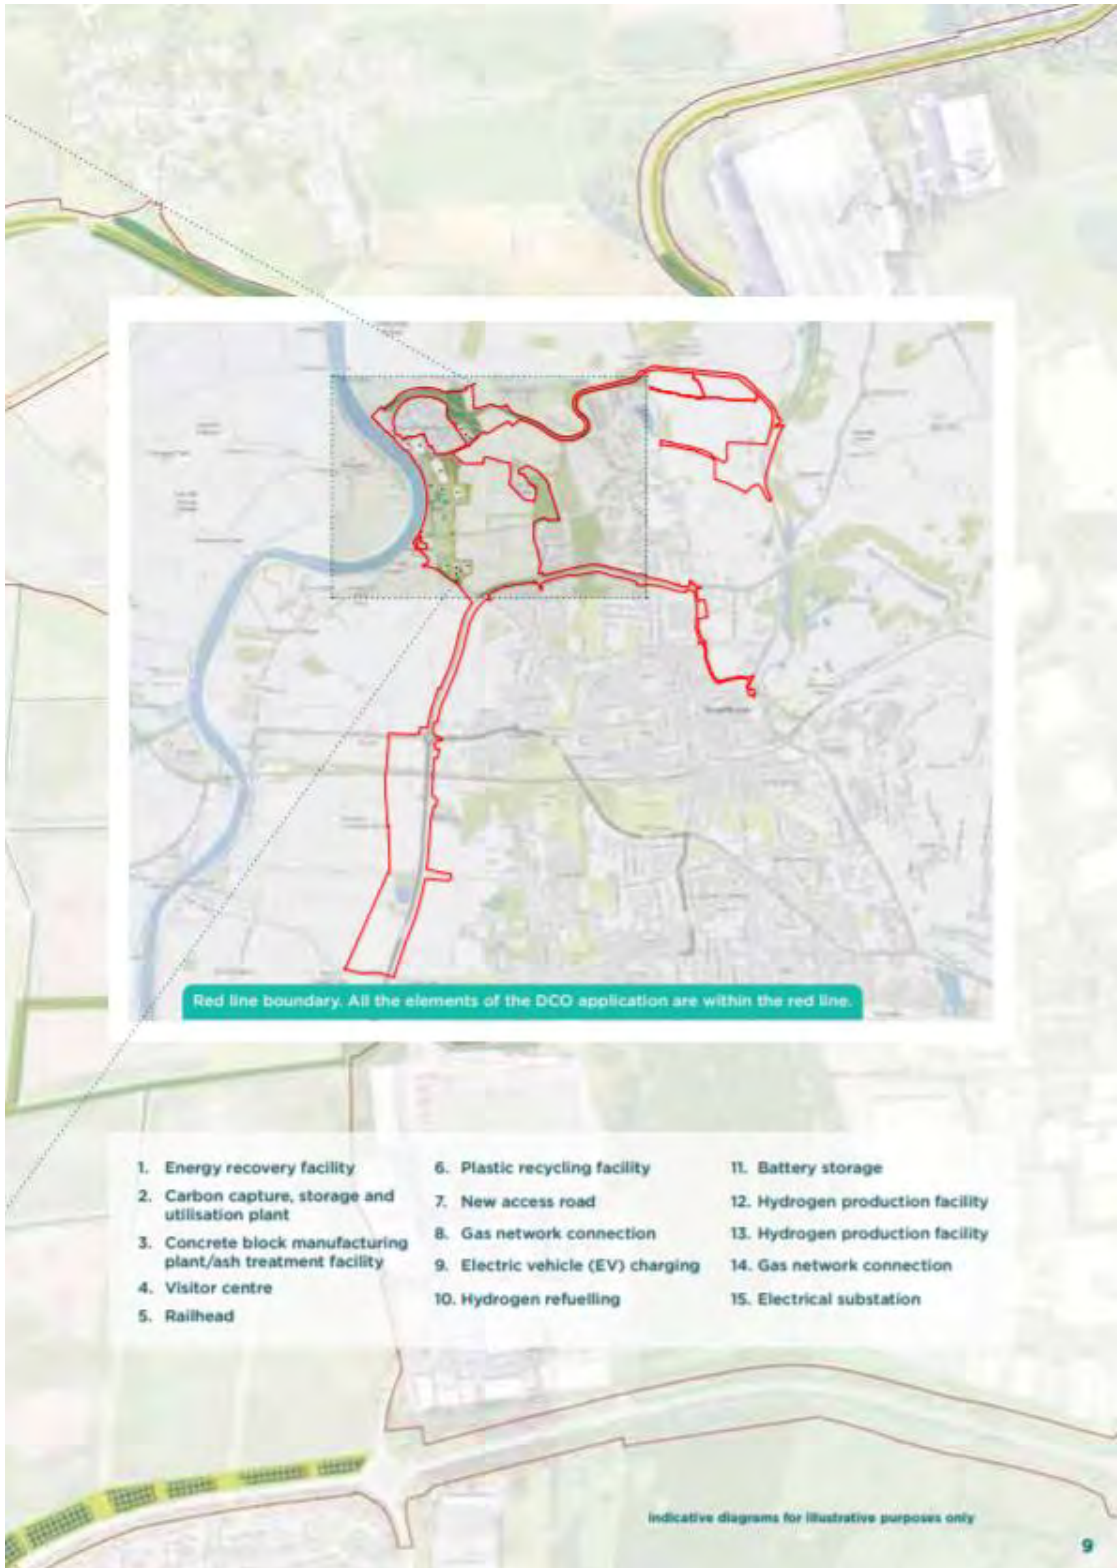 Red line boundary. All the elements of the DCO application are within the red line.
1. Energy recovery facility
2. Carbon capture, storage and
utilisation plant
3. Concrete block manufacturing
plant/ash treatment facility
4. Visitor centre
5. Railhead
6. Plastic recycling facility
7. New access road
8. Gas network connection
9. Electric vehicle (EV) charging
10. Hydrogen refuelling
11. Battery storage
12. Hydrogen production facility
13. Hydrogen production facility
14. Gas network connection
15. Electrical substation
Indicative diagrams for illustrative purposes only
9